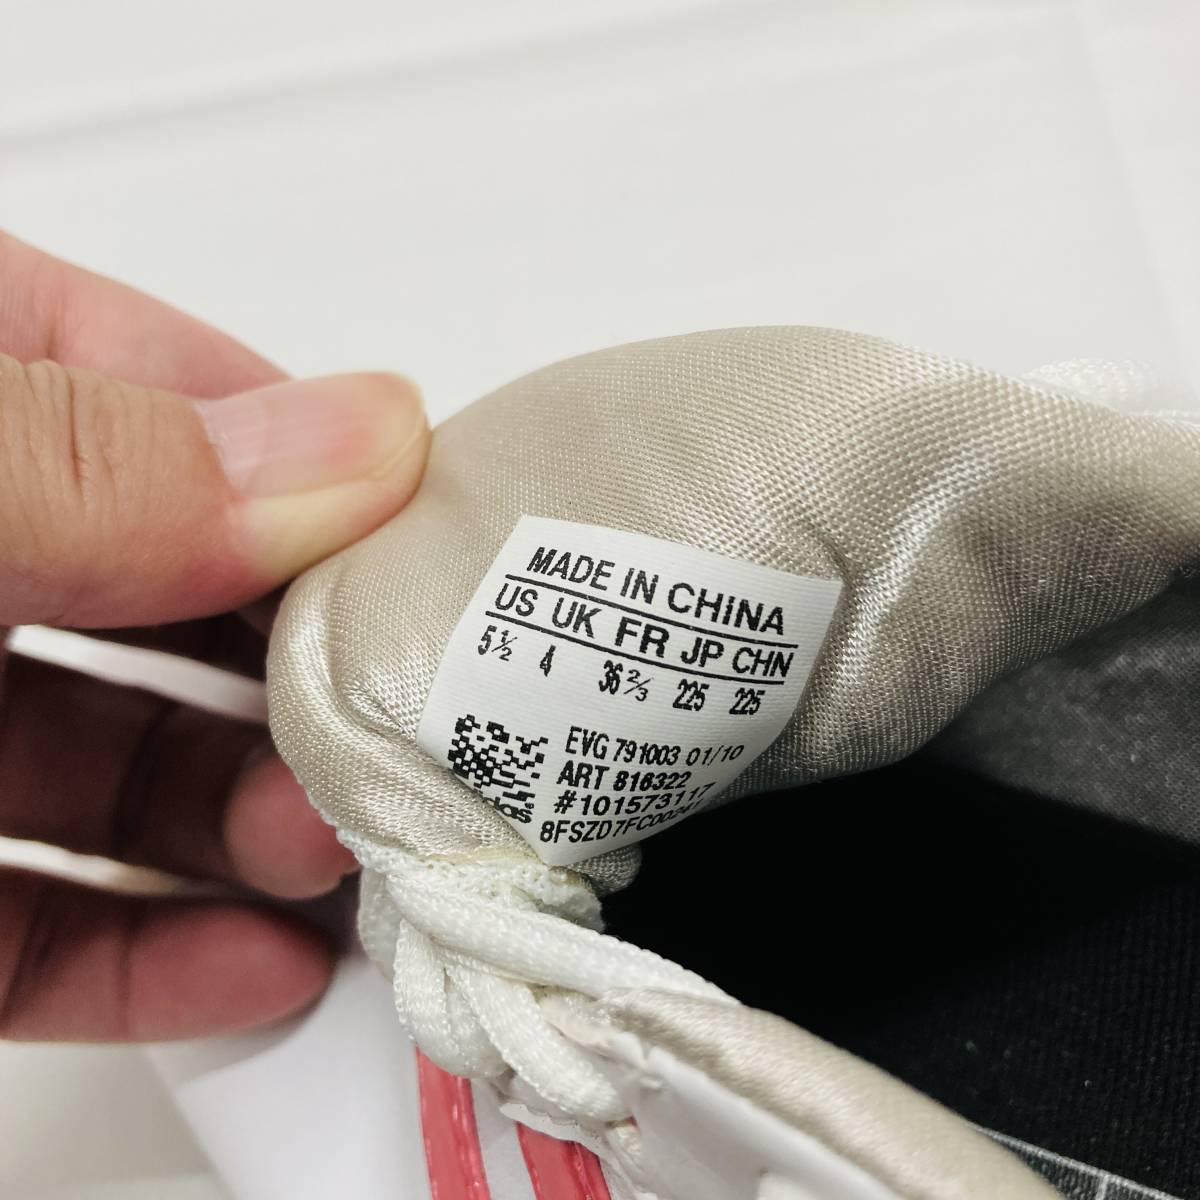 MADE IN CHINA
US UK FR JP CHN
5½ 4 36⅔ 225 225
EVG 791003 01/10
ART 816322
#101573117
adidas